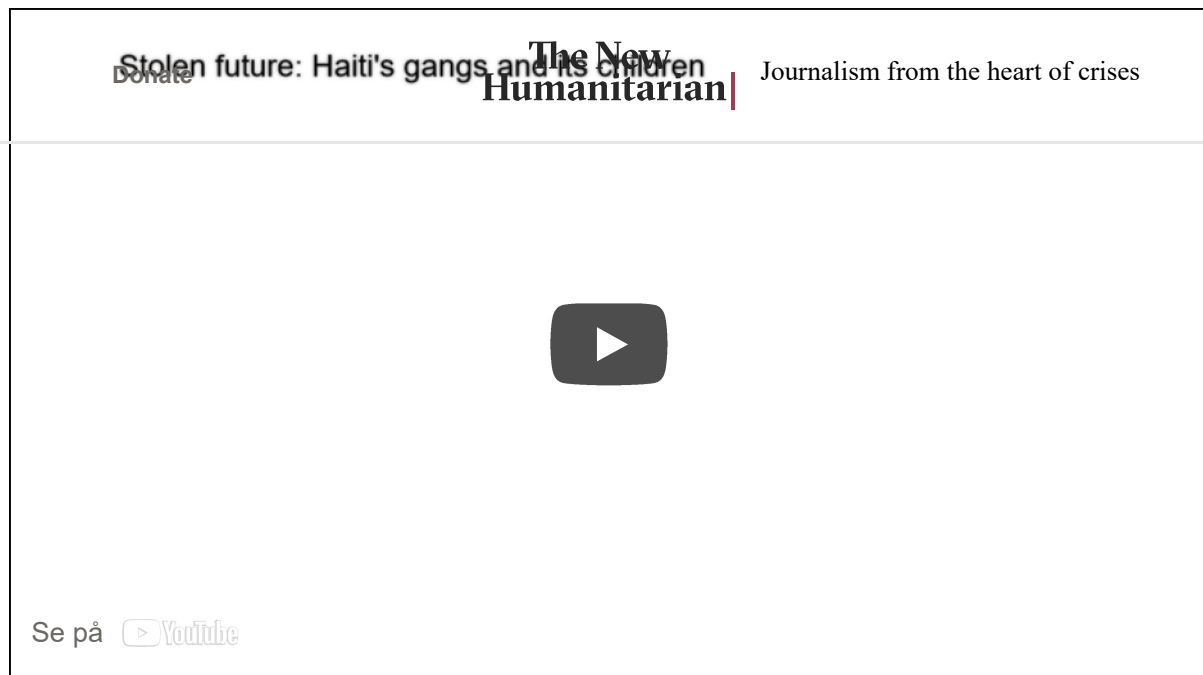 Stolen future: Haiti's gangs and its children
Donate
The New
Humanitarian
Journalism from the heart of crises
Se på YouTube